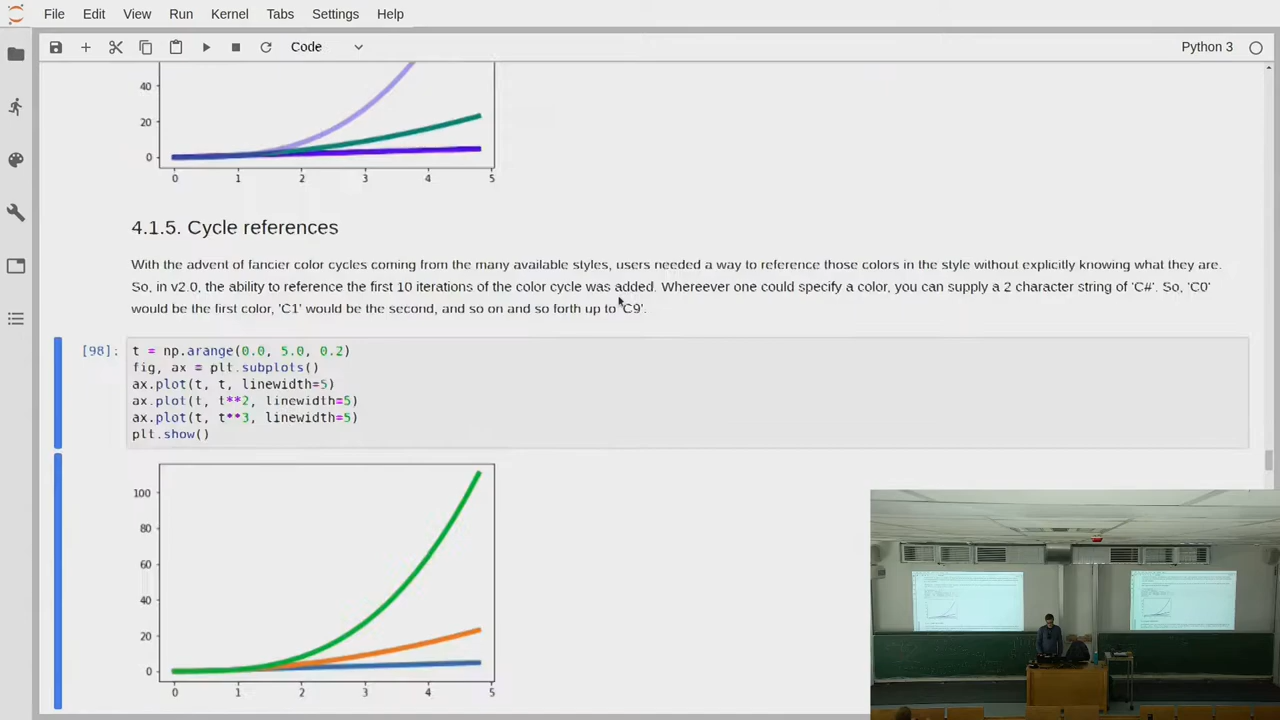 File Edit View Run Kernel Tabs Settings Help
Code
Python 3
40
20
0
0 1 2 3 4 5
4.1.5. Cycle references
With the advent of fancier color cycles coming from the many available styles, users needed a way to reference those colors in the style without explicitly knowing what they are.
So, in v2.0, the ability to reference the first 10 iterations of the color cycle was added. Whereever one could specify a color, you can supply a 2 character string of 'C#'. So, 'C0'
would be the first color, 'C1' would be the second, and so on and so forth up to 'C9'.
[98]:
t = np.arange(0.0, 5.0, 0.2)
fig, ax = plt.subplots()
ax.plot(t, t, linewidth=5)
ax.plot(t, t**2, linewidth=5)
ax.plot(t, t**3, linewidth=5)
plt.show()
100
80
60
40
20
0
0 1 2 3 4 5